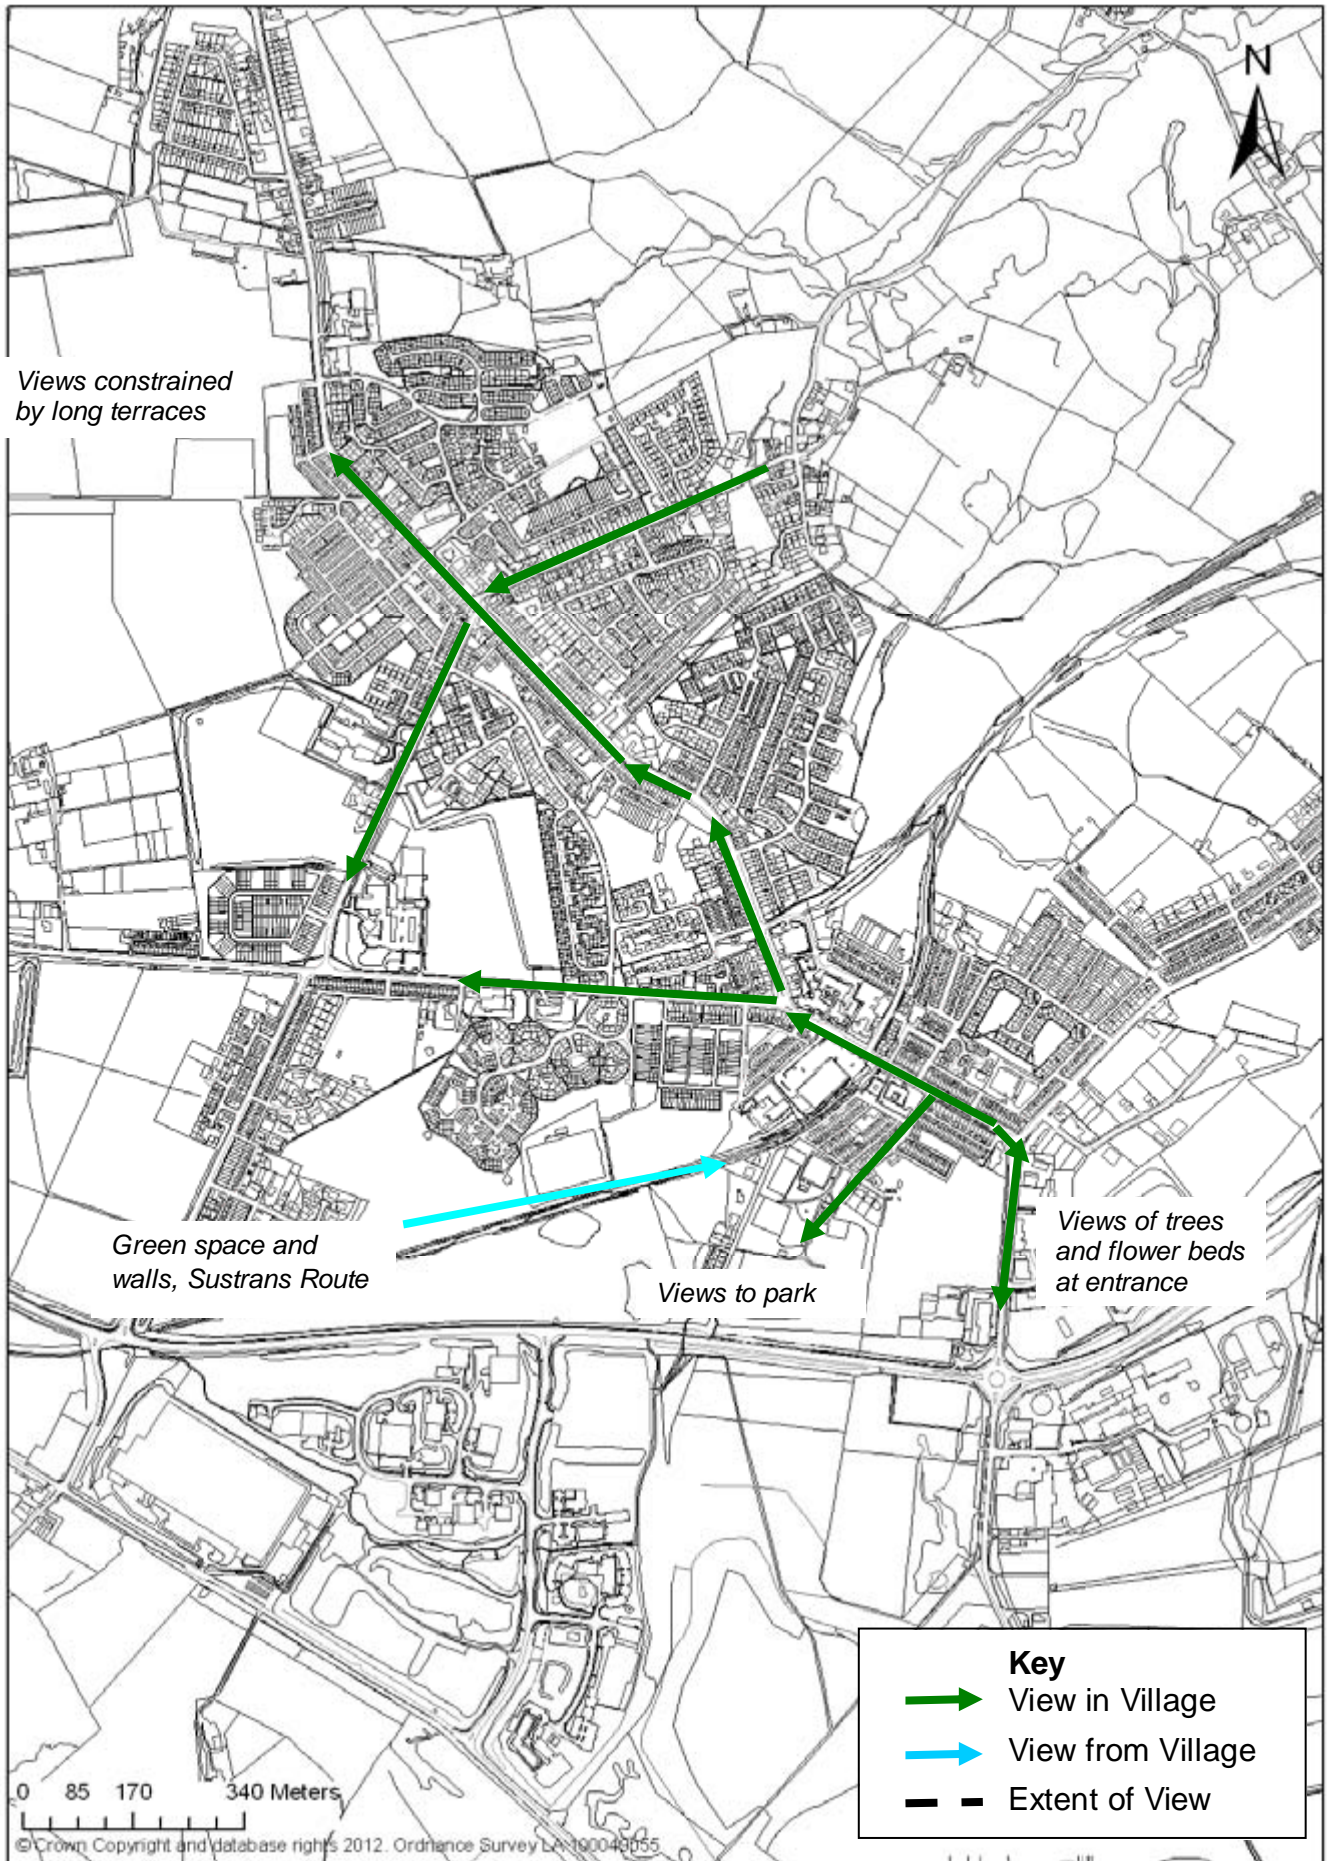 N
Views constrained
by long terraces
Green space and
walls, Sustrans Route
Views to park
Views of trees
and flower beds
at entrance
Key
View in Village
View from Village
Extent of View
0 85 170 340 Meters
© Crown Copyright and database rights 2012. Ordnance Survey LA 100049055